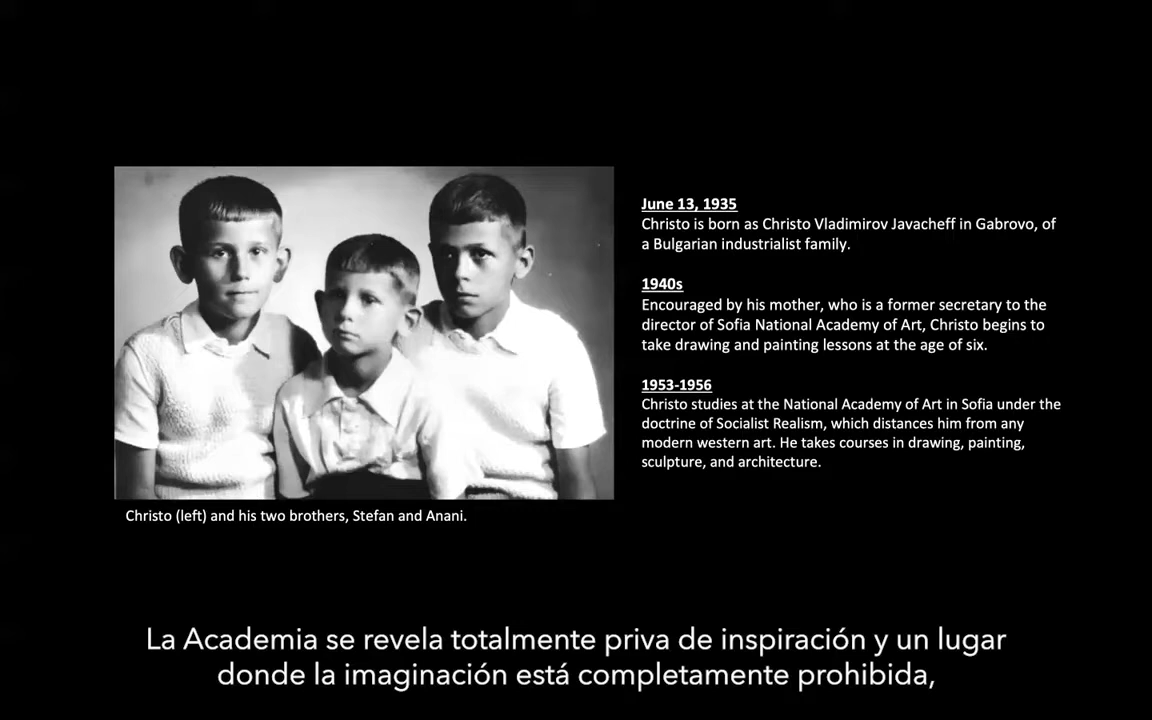 June 13, 1935
Christo is born as Christo Vladimirov Javacheff in Gabrovo, of
a Bulgarian industrialist family.
1940s
Encouraged by his mother, who is a former secretary to the
director of Sofia National Academy of Art, Christo begins to
take drawing and painting lessons at the age of six.
1953-1956
Christo studies at the National Academy of Art in Sofia under the
doctrine of Socialist Realism, which distances him from any
modern western art. He takes courses in drawing, painting,
sculpture, and architecture.
Christo (left) and his two brothers, Stefan and Anani.
La Academia se revela totalmente priva de inspiración y un lugar
donde la imaginación está completamente prohibida,